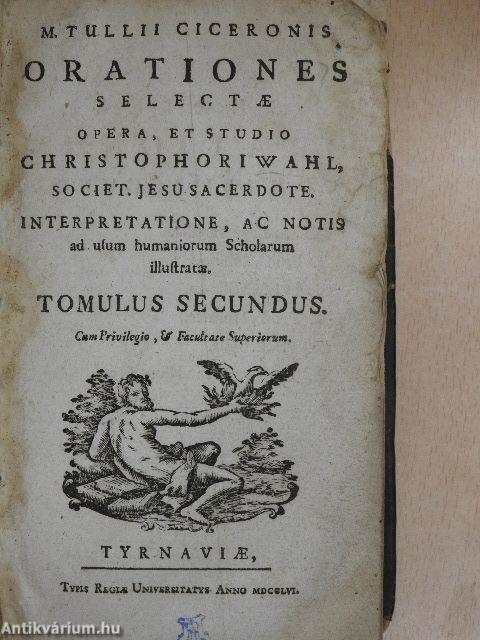 M. TULLII CICERONIS
ORATIONES
SELECTÆ
OPERA, ET STUDIO
CHRISTOPHORI WAHL,
SOCIET. JESU SACERDOTE.
INTERPRETATIONE, AC NOTIS
ad uſum humaniorum Scholarum
illuſtratæ.
TOMULUS SECUNDUS.
Cum Privilegio, & Facultate Superiorum.
TYRNAVIÆ,
TYPIS REGIÆ UNIVERSITATYS ANNO MDCCLVI.
Antikvárium.hu